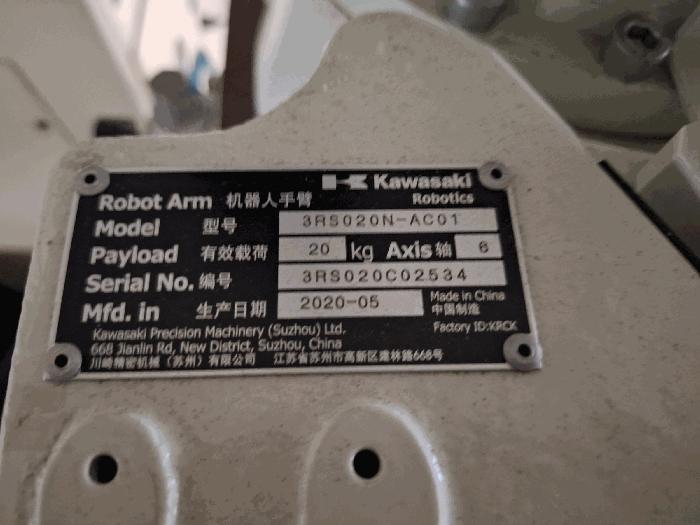 Kawasaki
Robot Arm 机器人手臂 Robotics
Model 型号 3RS020N-AC01
Payload 有效载荷 20 kg Axis 轴 6
Serial No. 编号 3RS020C02534
Mfd. in 生产日期 2020-05 Made in China
中国制造
Kawasaki Precision Machinery (Suzhou) Ltd. Factory ID:KRCK
668 Jianlin Rd, New District, Suzhou, China
川崎精密机械（苏州）有限公司 江苏省苏州市高新区建林路668号